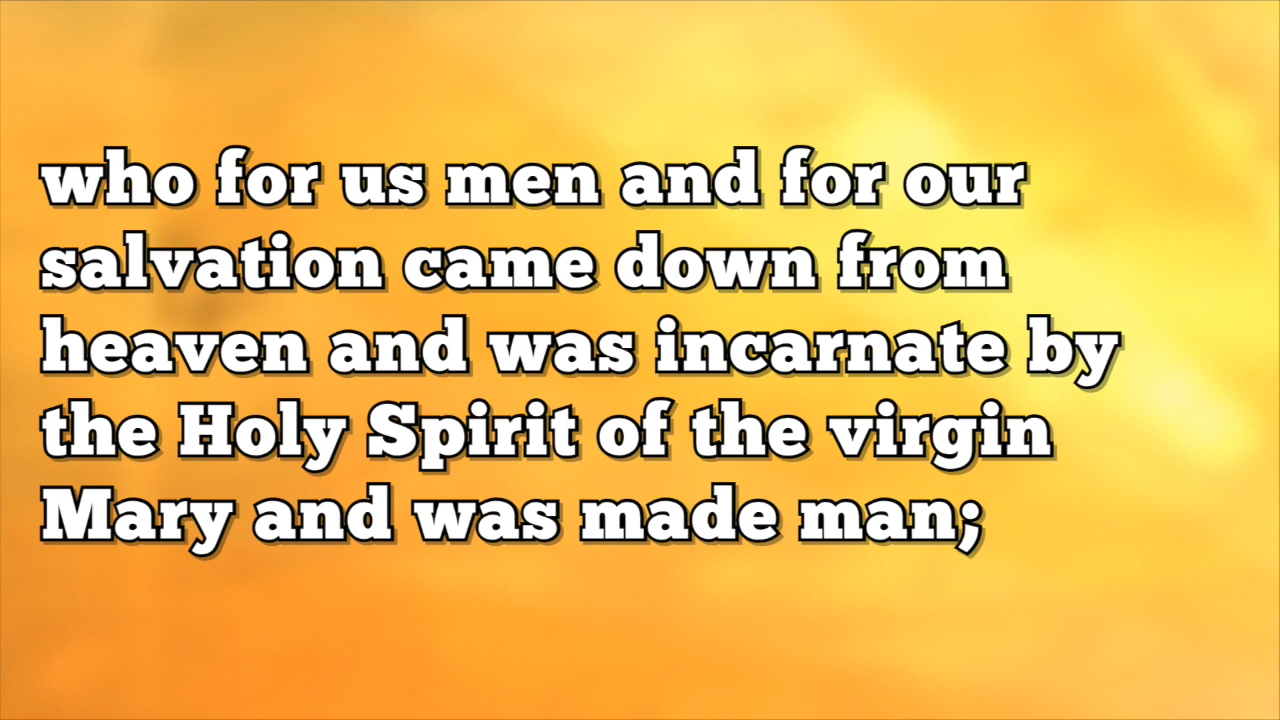 who for us men and for our
salvation came down from
heaven and was incarnate by
the Holy Spirit of the virgin
Mary and was made man;